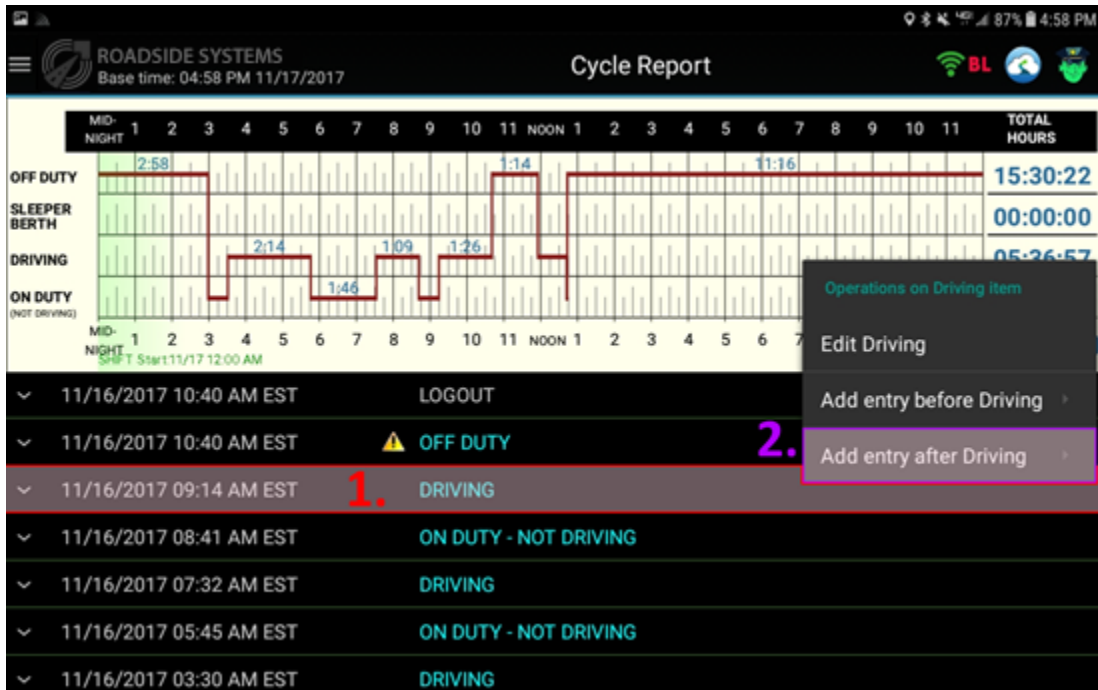 87% 4:58 PM
ROADSIDE SYSTEMS
Base time: 04:58 PM 11/17/2017
Cycle Report
BL
MID-NIGHT 1 2 3 4 5 6 7 8 9 10 11 NOON 1 2 3 4 5 6 7 8 9 10 11 TOTAL HOURS
OFF DUTY 2:58 1:14 11:16 15:30:22
SLEEPER BERTH 00:00:00
DRIVING 2:14 1:09 1:26 05:36:57
ON DUTY 1:46
(NOT DRIVING)
MID-NIGHT 1 2 3 4 5 6 7 8 9 10 11 NOON 1 2 3 4 5 6 7
SHIFT Start:11/17 12:00 AM
Operations on Driving item
Edit Driving
Add entry before Driving
2. Add entry after Driving
11/16/2017 10:40 AM EST LOGOUT
11/16/2017 10:40 AM EST OFF DUTY
11/16/2017 09:14 AM EST 1. DRIVING
11/16/2017 08:41 AM EST ON DUTY - NOT DRIVING
11/16/2017 07:32 AM EST DRIVING
11/16/2017 05:45 AM EST ON DUTY - NOT DRIVING
11/16/2017 03:30 AM EST DRIVING